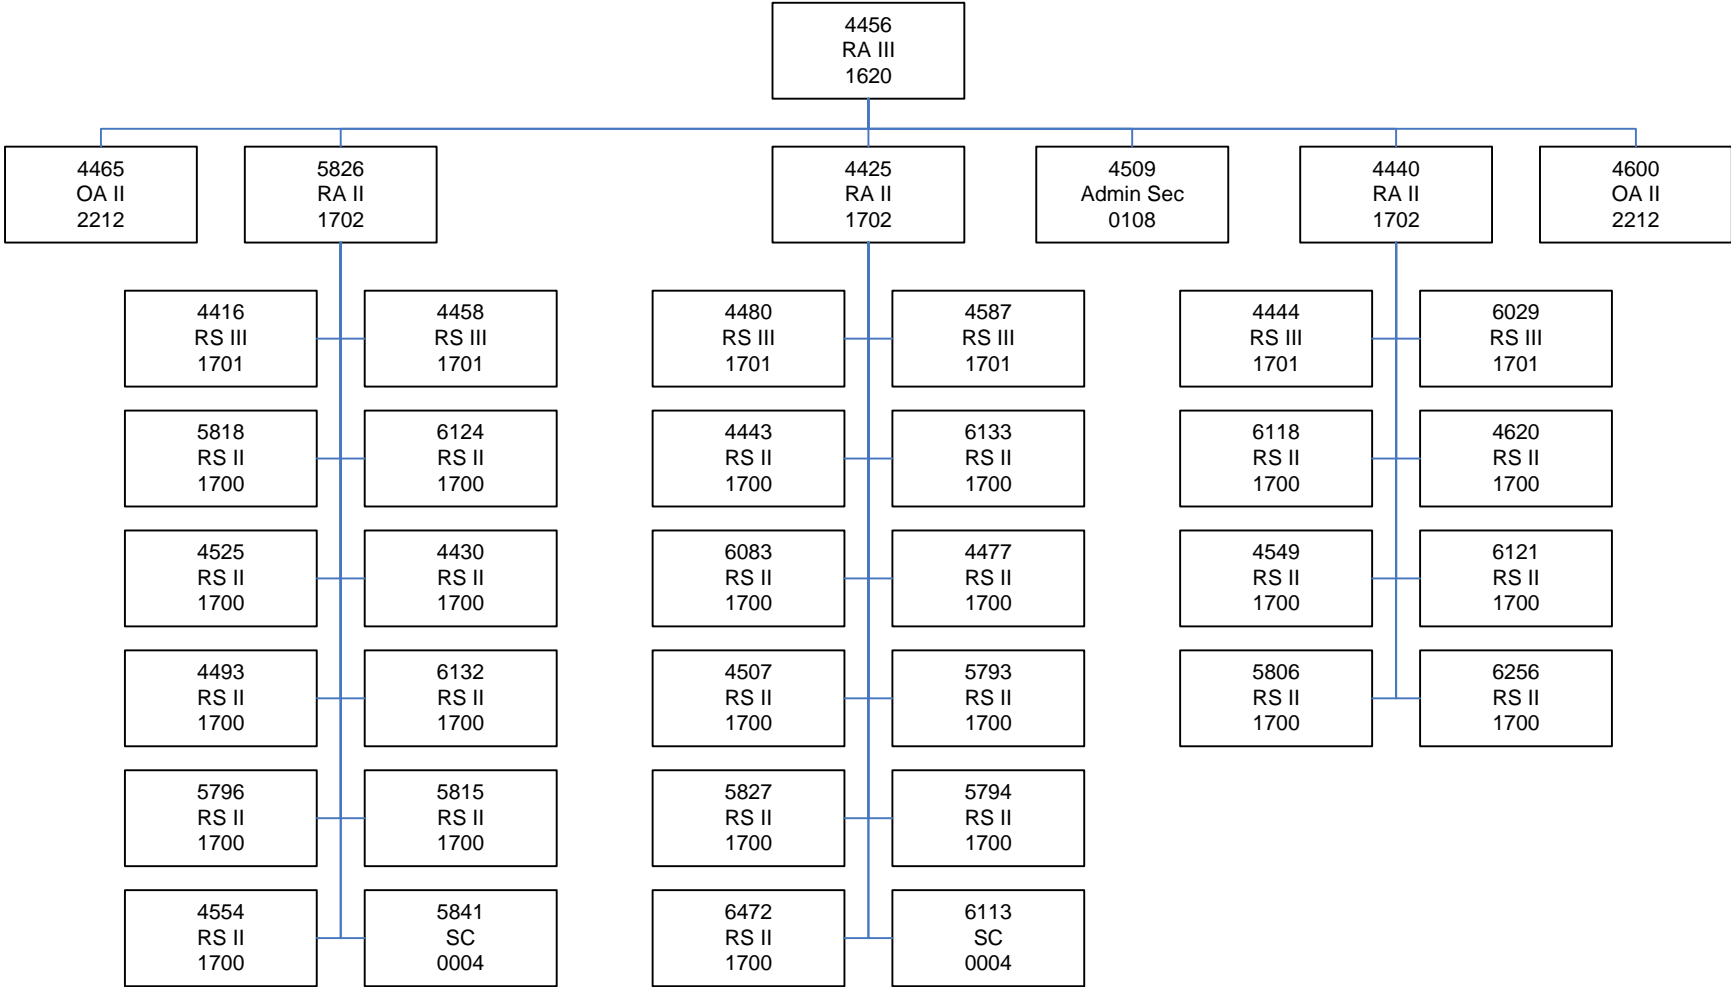 4456
RA III
1620
4465
OA II
2212
5826
RA II
1702
4425
RA II
1702
4509
Admin Sec
0108
4440
RA II
1702
4600
OA II
2212
4416
RS III
1701
4458
RS III
1701
4480
RS III
1701
4587
RS III
1701
4444
RS III
1701
6029
RS III
1701
5818
RS II
1700
6124
RS II
1700
4443
RS II
1700
6133
RS II
1700
6118
RS II
1700
4620
RS II
1700
4525
RS II
1700
4430
RS II
1700
6083
RS II
1700
4477
RS II
1700
4549
RS II
1700
6121
RS II
1700
4493
RS II
1700
6132
RS II
1700
4507
RS II
1700
5793
RS II
1700
5806
RS II
1700
6256
RS II
1700
5796
RS II
1700
5815
RS II
1700
5827
RS II
1700
5794
RS II
1700
4554
RS II
1700
5841
SC
0004
6472
RS II
1700
6113
SC
0004